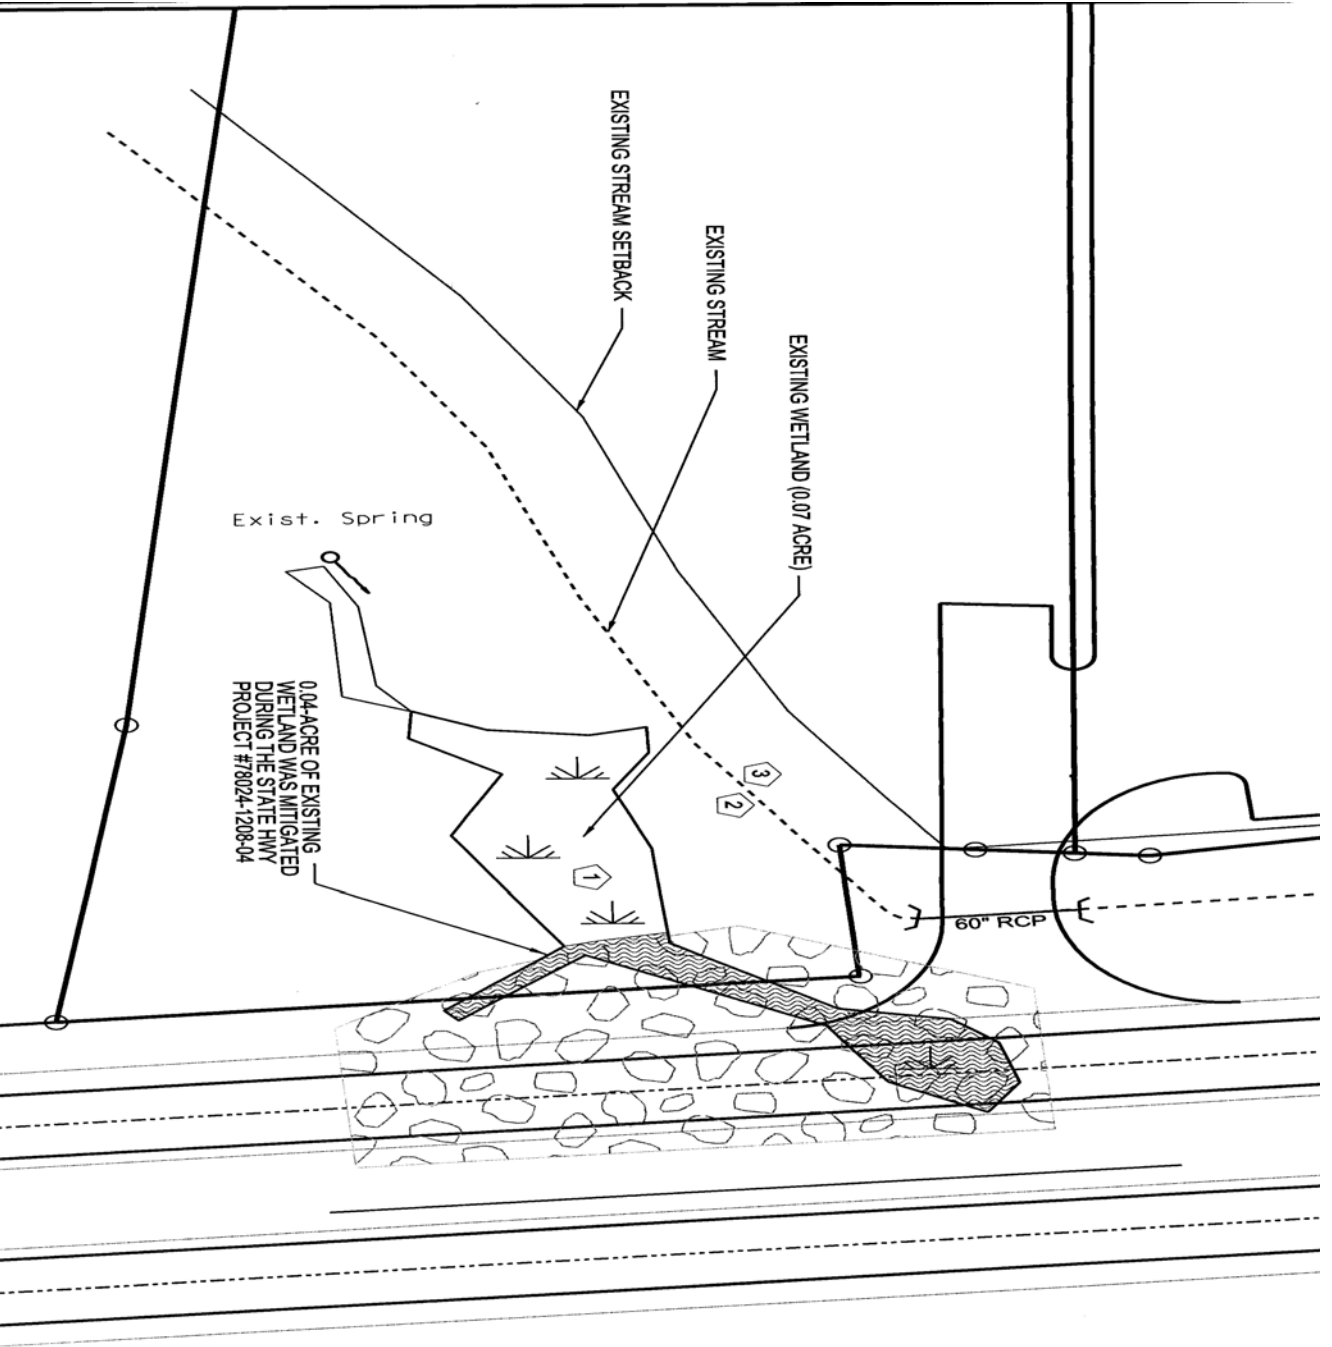 EXISTING STREAM SETBACK
EXISTING STREAM
EXISTING WETLAND (0.07 ACRE)
Exist. Spring
0.04-ACRE OF EXISTING
WETLAND WAS MITIGATED
DURING THE STATE HWY
PROJECT #78024-1208-04
3
2
1
60" RCP